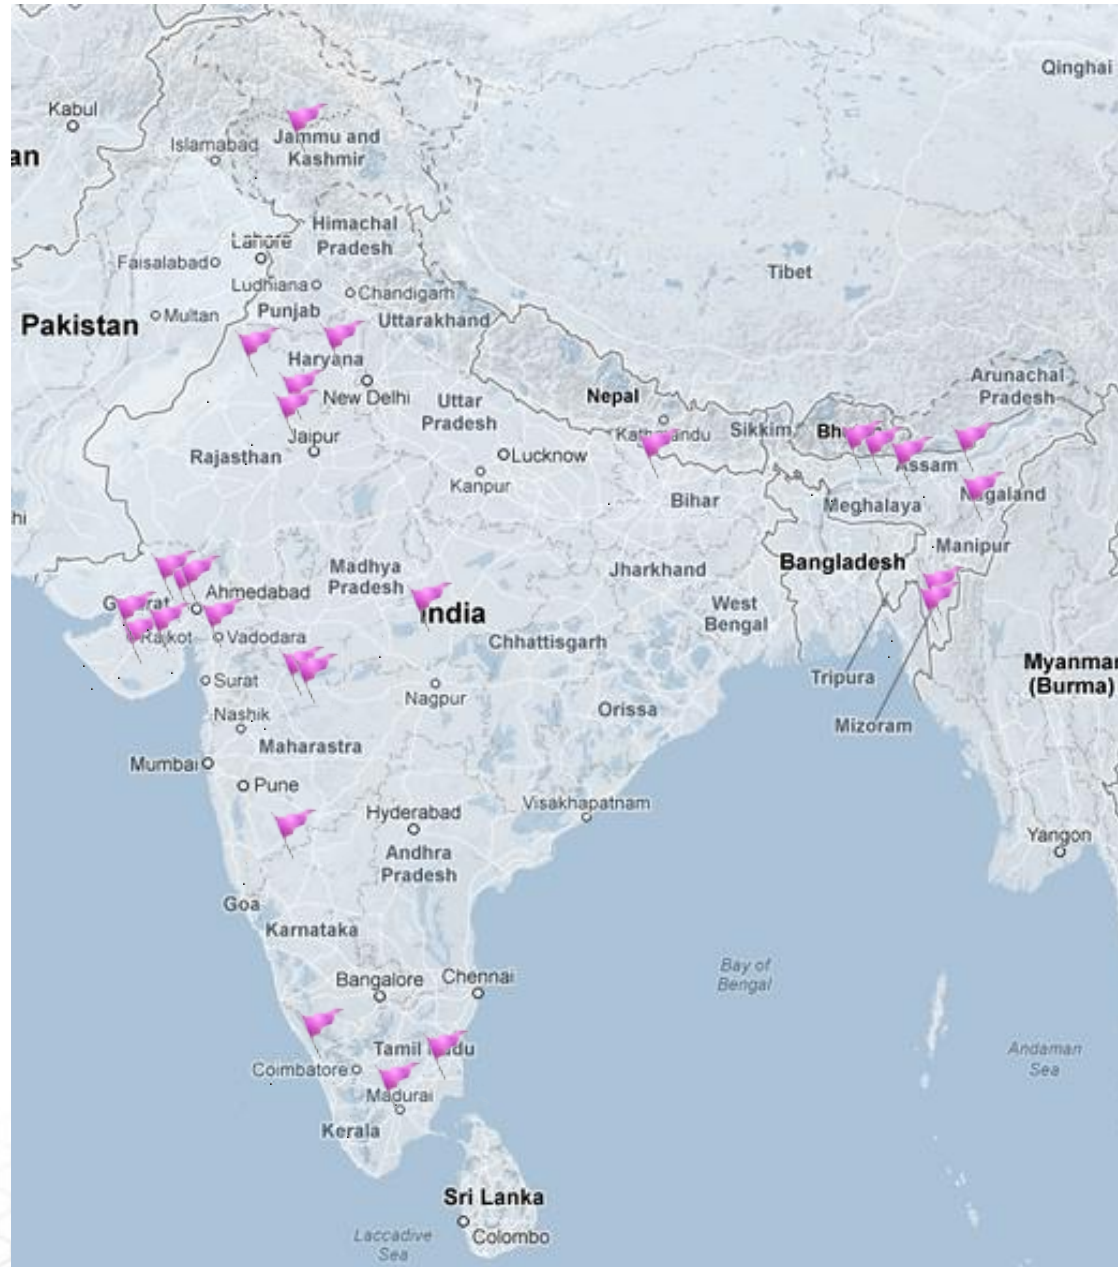 Qinghai
Kabul
Islamabad
an
Jammu and
Kashmir
Himachal
Pradesh
Lahore
Faisalabad
Ludhiana
Chandigarh
Tibet
Multan
Punjab
Uttarakhand
Pakistan
Haryana
New Delhi
Nepal
Uttar
Pradesh
Arunachal
Pradesh
Sikkim
Jaipur
Rajasthan
Lucknow
Kanpur
Bihar
Assam
Meghalaya
Nagaland
hi
Manipur
Bangladesh
Madhya
Pradesh
Jharkhand
Ahmedabad
India
West
Bengal
Rajkot
Vadodara
Chhattisgarh
Myanmar
(Burma)
Tripura
Surat
Nagpur
Orissa
Nashik
Mizoram
Maharastra
Mumbai
Pune
Hyderabad
Visakhapatnam
Andhra
Pradesh
Yangon
Goa
Karnataka
Bangalore
Chennai
Bay of
Bengal
Tamil
Coimbatore
Andaman
Sea
Madurai
Kerala
Sri Lanka
Colombo
Laccadive
Sea